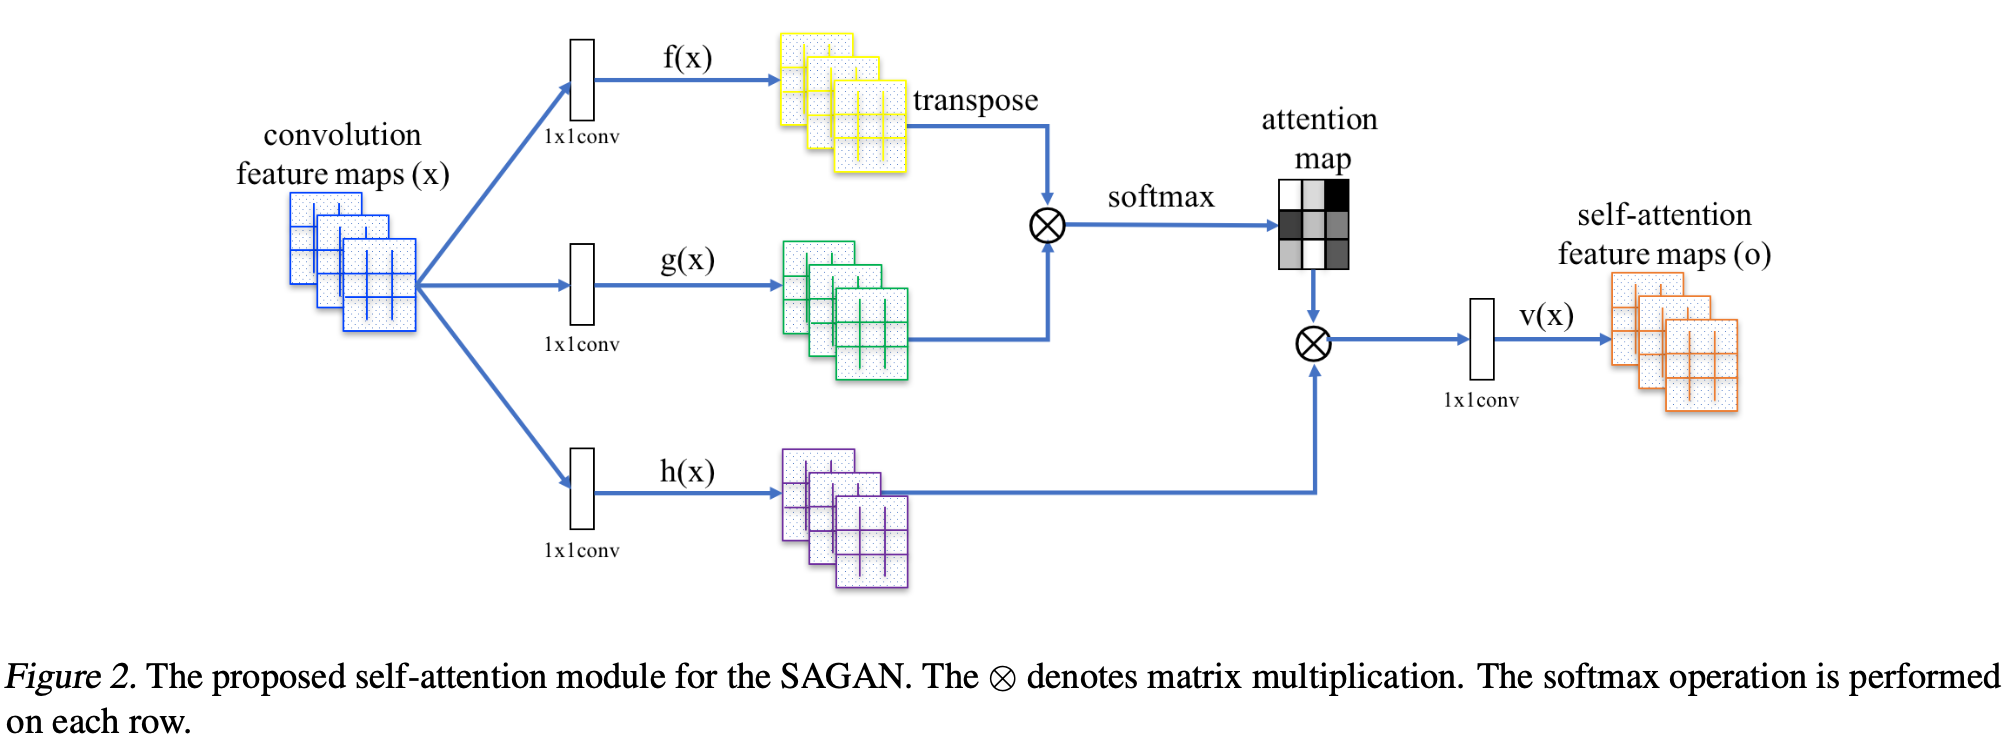 convolution
feature maps (x)
f(x)
1x1conv
transpose
g(x)
1x1conv
h(x)
1x1conv
softmax
attention
map
v(x)
1x1conv
self-attention
feature maps (o)
Figure 2. The proposed self-attention module for the SAGAN. The ⊗ denotes matrix multiplication. The softmax operation is performed
on each row.